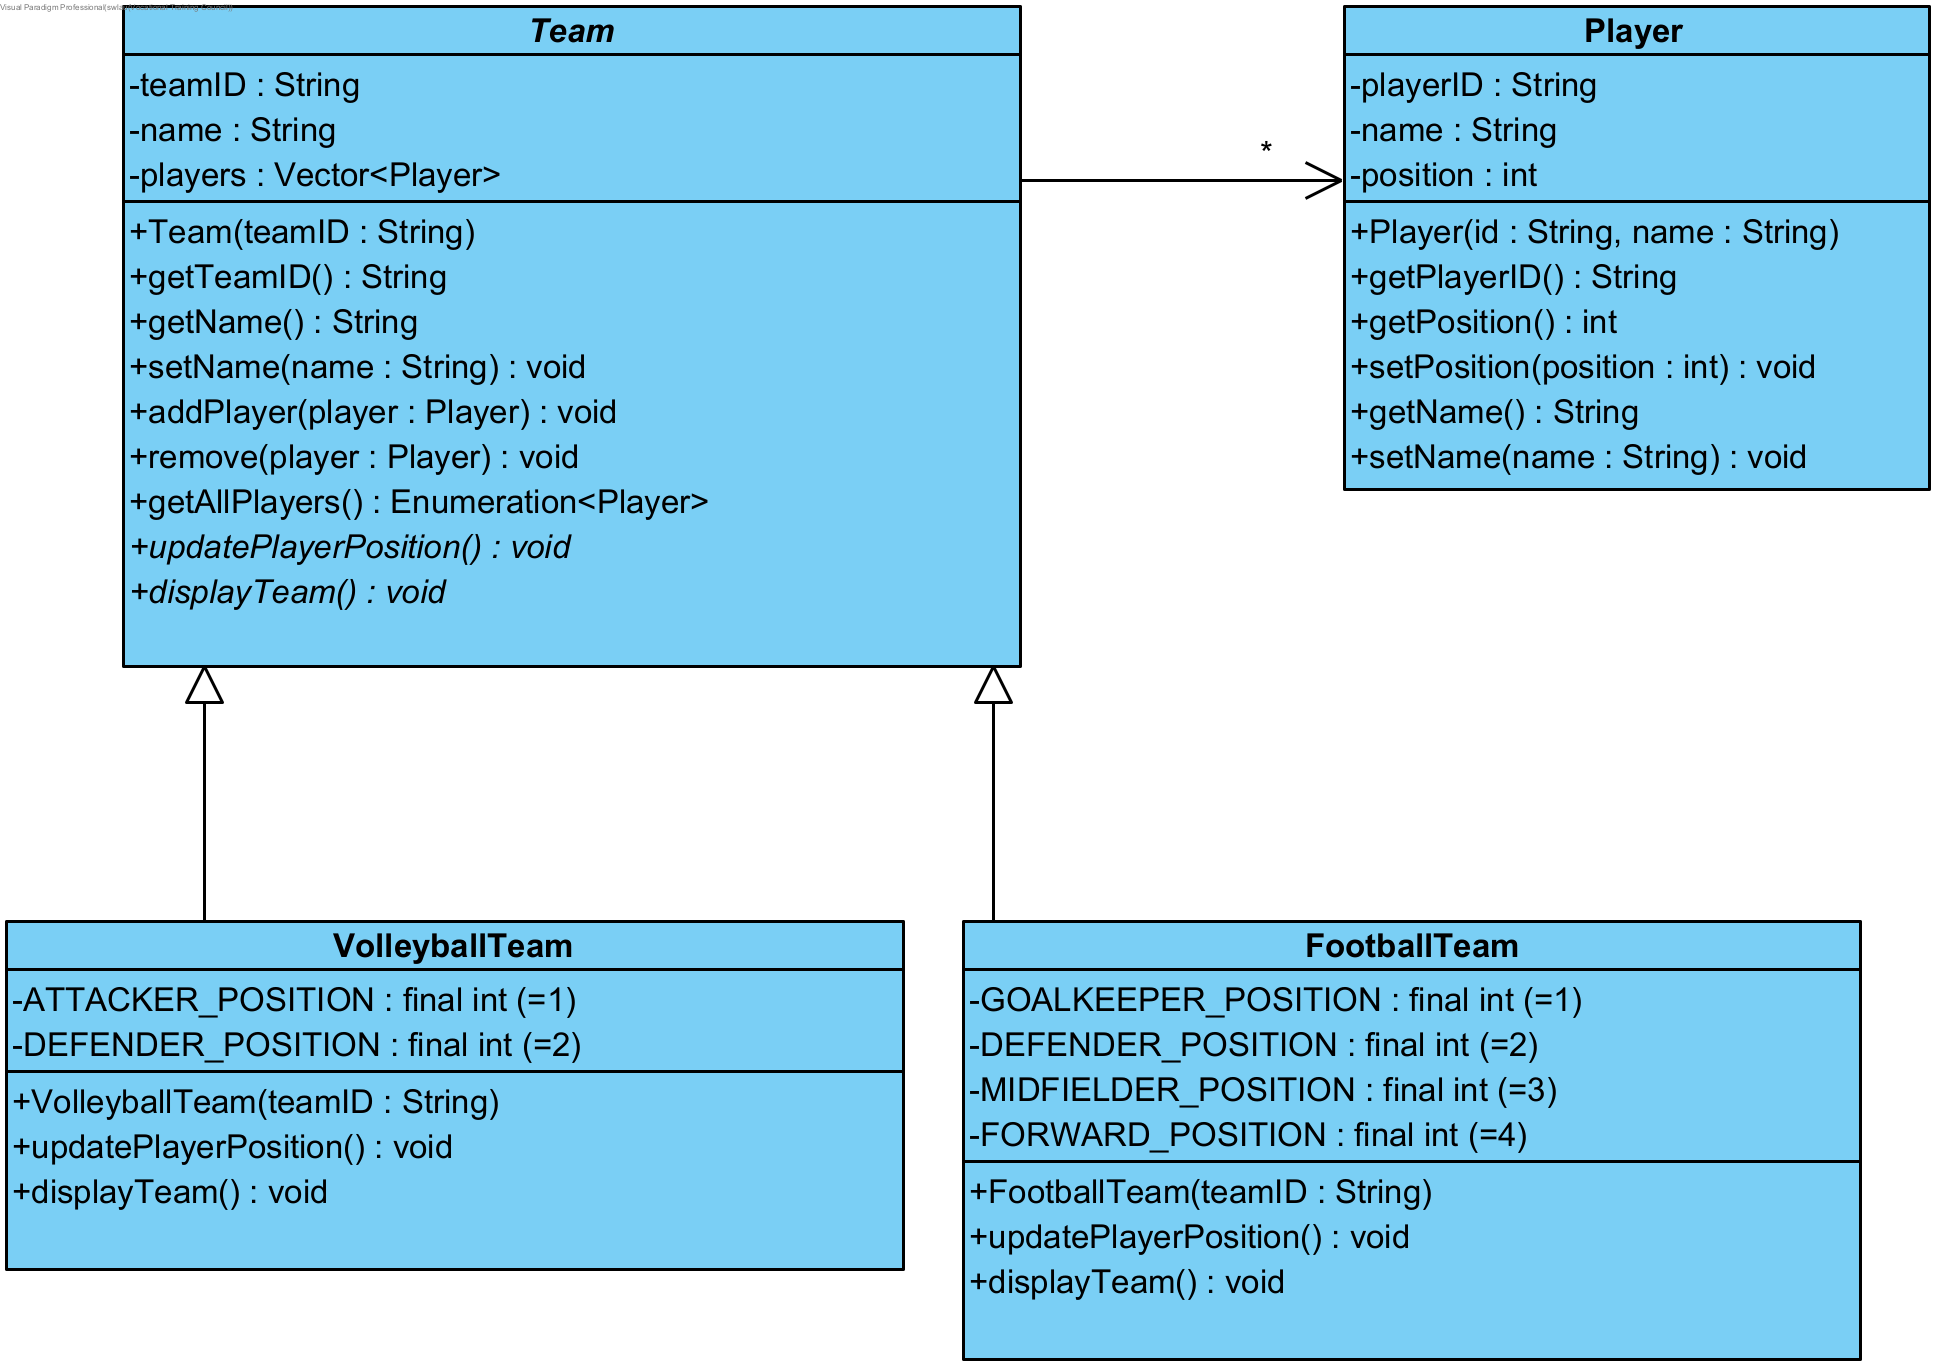 Visual Paradigm Professional
Team
-teamID : String
-name : String
-players : Vector<Player>
+Team(teamID : String)
+getTeamID() : String
+getName() : String
+setName(name : String) : void
+addPlayer(player : Player) : void
+remove(player : Player) : void
+getAllPlayers() : Enumeration<Player>
+updatePlayerPosition() : void
+displayTeam() : void
*
Player
-playerID : String
-name : String
-position : int
+Player(id : String, name : String)
+getPlayerID() : String
+getPosition() : int
+setPosition(position : int) : void
+getName() : String
+setName(name : String) : void
VolleyballTeam
-ATTACKER_POSITION : final int (=1)
-DEFENDER_POSITION : final int (=2)
+VolleyballTeam(teamID : String)
+updatePlayerPosition() : void
+displayTeam() : void
FootballTeam
-GOALKEEPER_POSITION : final int (=1)
-DEFENDER_POSITION : final int (=2)
-MIDFIELDER_POSITION : final int (=3)
-FORWARD_POSITION : final int (=4)
+FootballTeam(teamID : String)
+updatePlayerPosition() : void
+displayTeam() : void